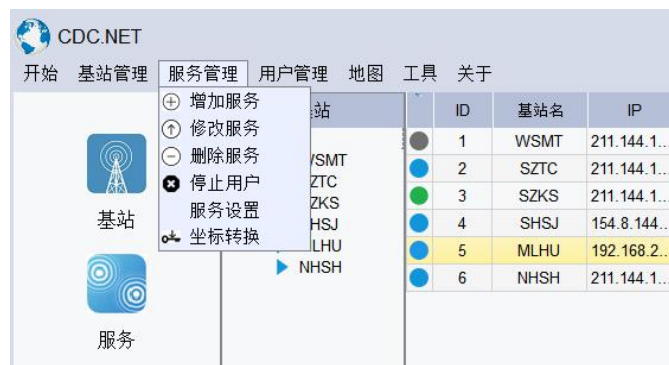 CDC.NET
开始 基站管理 服务管理 用户管理 地图 工具 关于
增加服务
修改服务
删除服务
停止用户
服务设置
坐标转换
站
WSMT
ZTC
ZKS
HSJ
MLHU
NHSH
基站
服务
ID 基站名 IP
1 WSMT 211.144.1...
2 SZTC 211.144.1...
3 SZKS 211.144.1...
4 SHSJ 154.8.144...
5 MLHU 192.168.2...
6 NHSH 211.144.1...